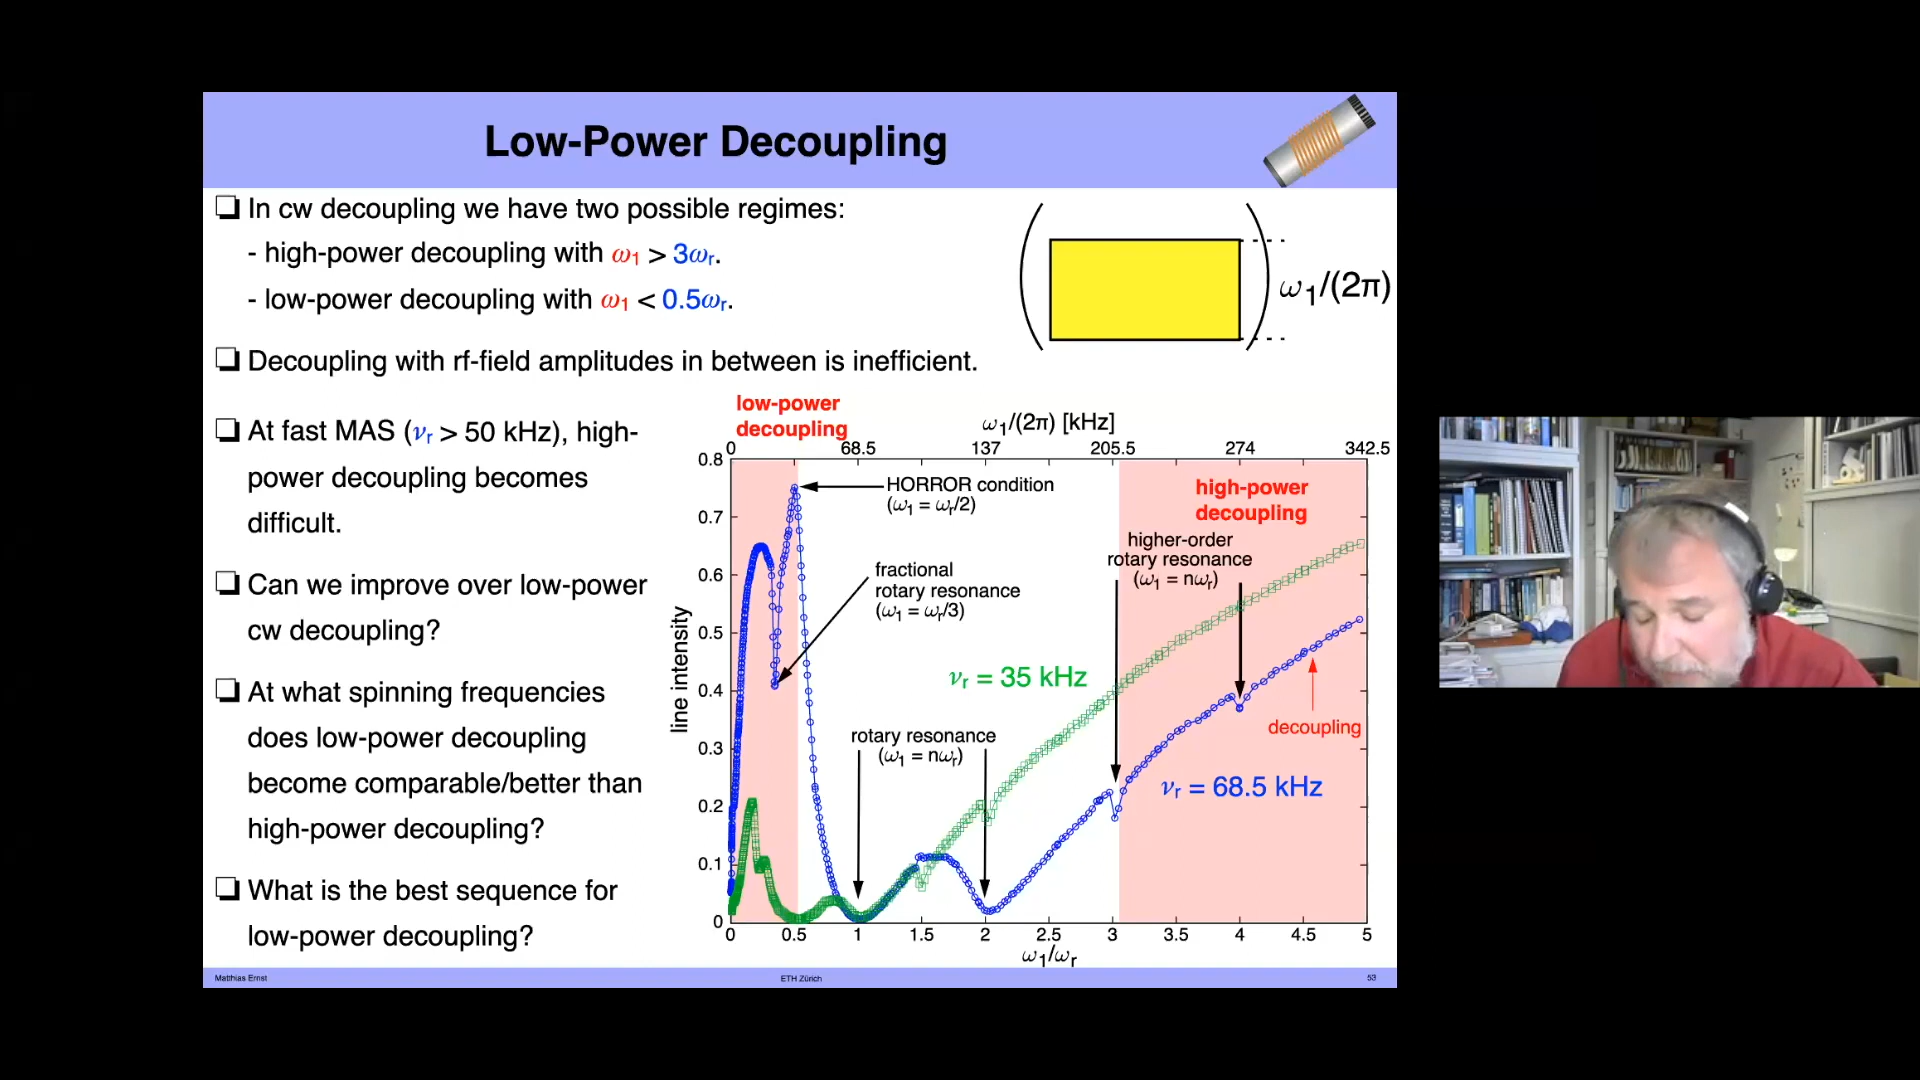 Low-Power Decoupling
❏ In cw decoupling we have two possible regimes:
- high-power decoupling with ω1 > 3ωr.
- low-power decoupling with ω1 < 0.5ωr.
ω1/(2π)
❏ Decoupling with rf-field amplitudes in between is inefficient.
❏ At fast MAS (νr > 50 kHz), high-
power decoupling becomes
difficult.
❏ Can we improve over low-power
cw decoupling?
❏ At what spinning frequencies
does low-power decoupling
become comparable/better than
high-power decoupling?
❏ What is the best sequence for
low-power decoupling?
low-power
decoupling
ω1/(2π) [kHz]
0 68.5 137 205.5 274 342.5
HORROR condition
(ω1 = ωr/2)
high-power
decoupling
higher-order
rotary resonance
(ω1 = nωr)
fractional
rotary resonance
(ω1 = ωr/3)
νr = 35 kHz
rotary resonance
(ω1 = nωr)
decoupling
νr = 68.5 kHz
line intensity
0.8
0.7
0.6
0.5
0.4
0.3
0.2
0.1
0
0 0.5 1 1.5 2 2.5 3 3.5 4 4.5 5
ω1/ωr
Matthias Ernst
ETH Zürich
53